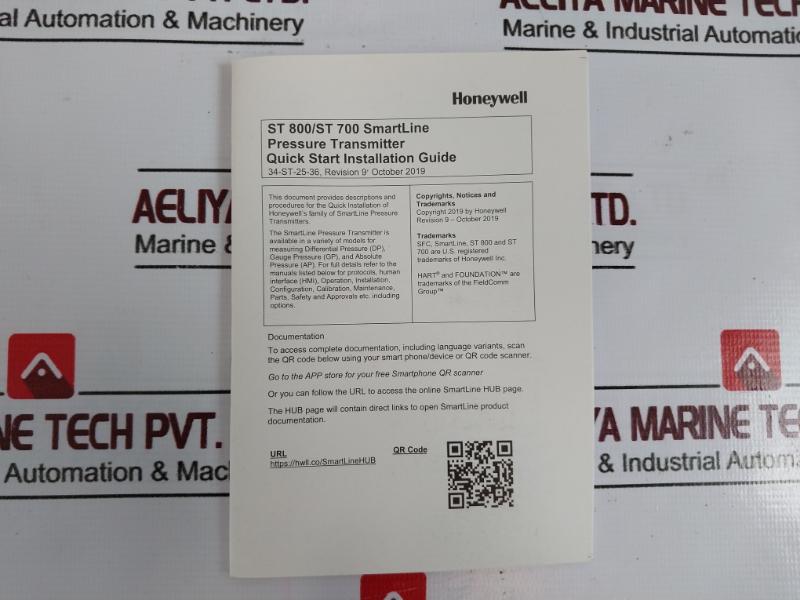 al Automation & Machinery
AELIYA MARINE TECH
Marine & Industrial Automatio
Honeywell
ST 800/ST 700 SmartLine
Pressure Transmitter
Quick Start Installation Guide
34-ST-25-36, Revision 9, October 2019
This document provides descriptions and
procedures for the Quick Installation of
Honeywell's family of SmartLine Pressure
Transmitters.
The SmartLine Pressure Transmitter is
available in a variety of models for
measuring Differential Pressure (DP),
Gauge Pressure (GP), and Absolute
Pressure (AP). For full details refer to the
manuals listed below for protocols, human
interface (HMI), Operation, Installation,
Configuration, Calibration, Maintenance,
Parts, Safety and Approvals etc. including
options.
Copyrights, Notices and
Trademarks
Copyright 2019 by Honeywell
Revision 9 – October 2019
Trademarks
SFC, SmartLine, ST 800 and ST
700 are U.S. registered
trademarks of Honeywell Inc.
HART® and FOUNDATION™ are
trademarks of the FieldComm
Group™
AELIYA
TD.
Marine &
nery
Documentation
To access complete documentation, including language variants, scan
the QR code below using your smart phone/device or QR code scanner.
Go to the APP store for your free Smartphone QR scanner
Or you can follow the URL to access the online SmartLine HUB page.
The HUB page will contain direct links to open SmartLine product
documentation.
URL
https://hwll.co/SmartLineHUB
QR Code
NE TECH PVT.
Automation & Mach
YA MARINE TE
& Industrial Autom